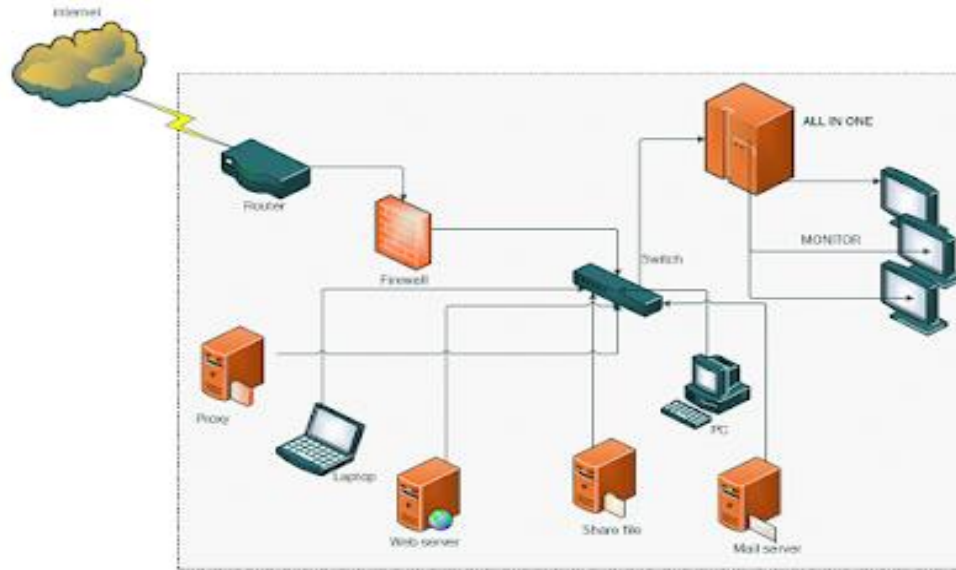 internet
ALL IN ONE
Router
MONITOR
Switch
Firewall
Proxy
PC
Laptop
Share file
Web server
Mail server